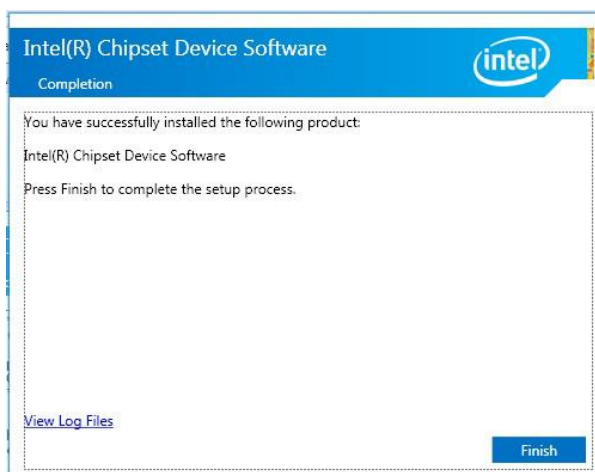 Intel(R) Chipset Device Software
intel
Completion
You have successfully installed the following product:
Intel(R) Chipset Device Software
Press Finish to complete the setup process.
View Log Files
Finish